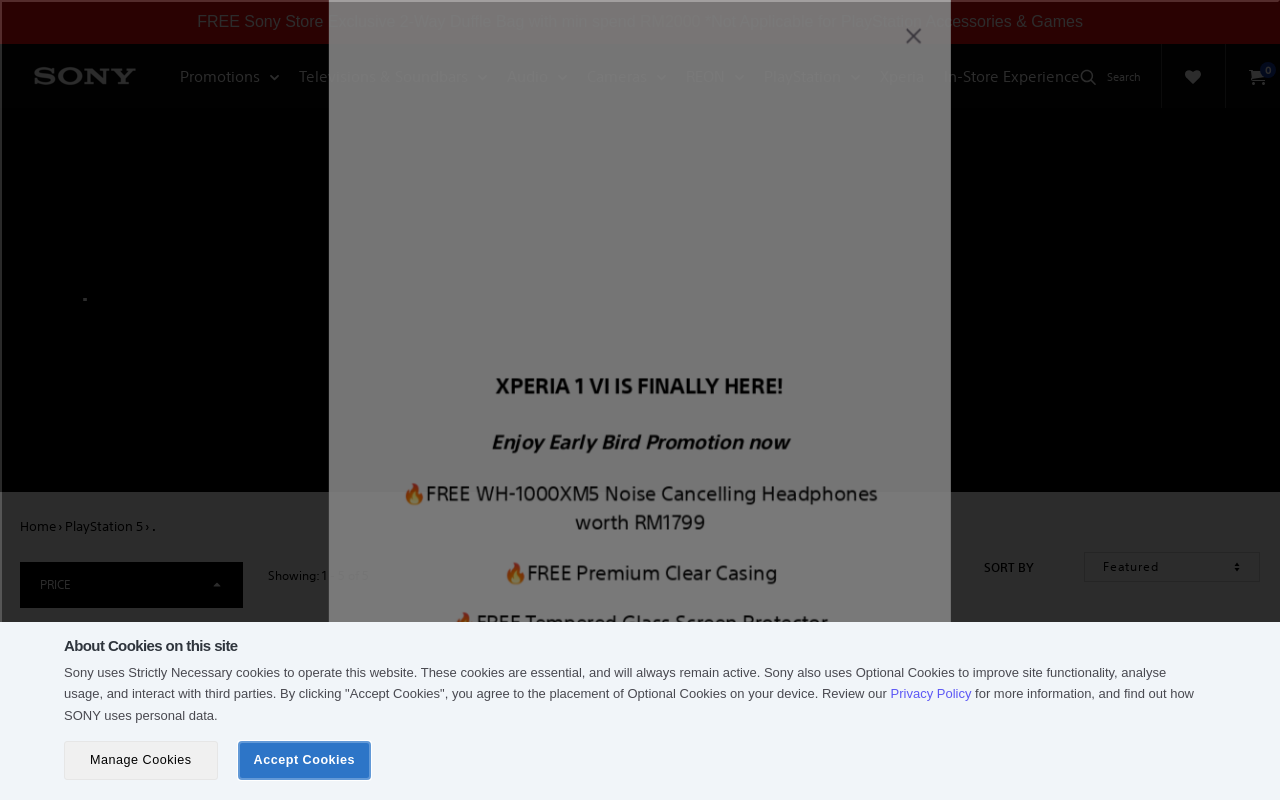 FREE Sony Store
Accessories & Games
SONY
Promotions
In-Store Experience
Search
0
XPERIA 1 VI IS FINALLY HERE!
Enjoy Early Bird Promotion now
🔥FREE WH-1000XM5 Noise Cancelling Headphones
worth RM1799
🔥FREE Premium Clear Casing
🔥FREE Tempered Glass Screen Protector
Home › PlayStation 5 › .
PRICE
Showing: 1
SORT BY
Featured
About Cookies on this site
Sony uses Strictly Necessary cookies to operate this website. These cookies are essential, and will always remain active. Sony also uses Optional Cookies to improve site functionality, analyse
usage, and interact with third parties. By clicking "Accept Cookies", you agree to the placement of Optional Cookies on your device. Review our Privacy Policy for more information, and find out how
SONY uses personal data.
Manage Cookies
Accept Cookies